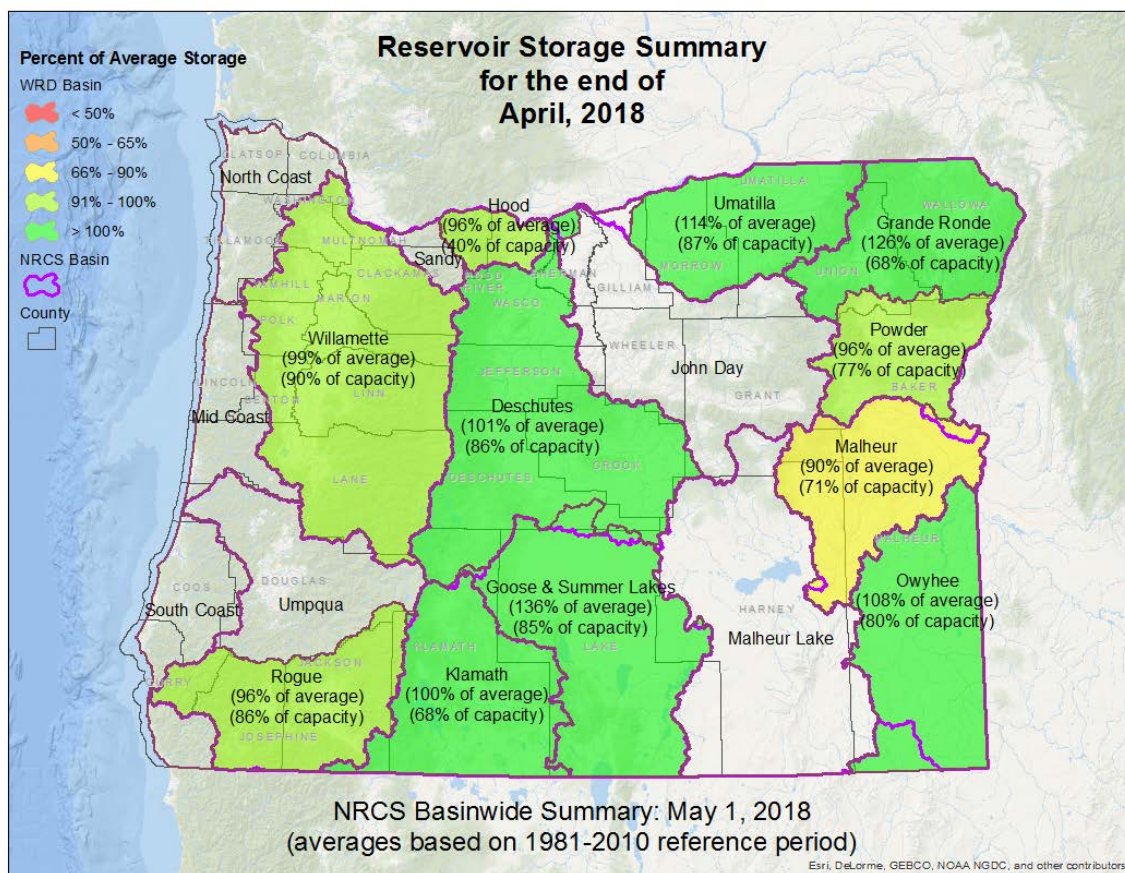 Reservoir Storage Summary
for the end of
April, 2018
Percent of Average Storage
WRD Basin
< 50%
50% - 65%
66% - 90%
91% - 100%
> 100%
NRCS Basin
County
CLATSOP
COLUMBIA
North Coast
WASHINGTON
TILLAMOOK
MULTNOMAH
YAMHILL
CLACKAMAS
MARION
POLK
Willamette
(99% of average)
(90% of capacity)
LINCOLN
BENTON
LINN
Mid Coast
LANE
Hood
(96% of average)
(40% of capacity)
Sandy
HOOD
RIVER
SHERMAN
WASCO
GILLIAM
UMATILLA
Umatilla
(114% of average)
(87% of capacity)
MORROW
WALLOWA
Grande Ronde
(126% of average)
(68% of capacity)
UNION
Powder
(96% of average)
(77% of capacity)
BAKER
WHEELER
John Day
GRANT
JEFFERSON
Deschutes
(101% of average)
(86% of capacity)
CROOK
DESCHUTES
Malheur
(90% of average)
(71% of capacity)
MALHEUR
Owyhee
(108% of average)
(80% of capacity)
COOS
DOUGLAS
South Coast
Umpqua
Goose & Summer Lakes
(136% of average)
(85% of capacity)
LAKE
HARNEY
Malheur Lake
KLAMATH
Klamath
(100% of average)
(68% of capacity)
JACKSON
CURRY
Rogue
(96% of average)
(86% of capacity)
JOSEPHINE
NRCS Basinwide Summary: May 1, 2018
(averages based on 1981-2010 reference period)
Esri, DeLorme, GEBCO, NOAA NGDC, and other contributors